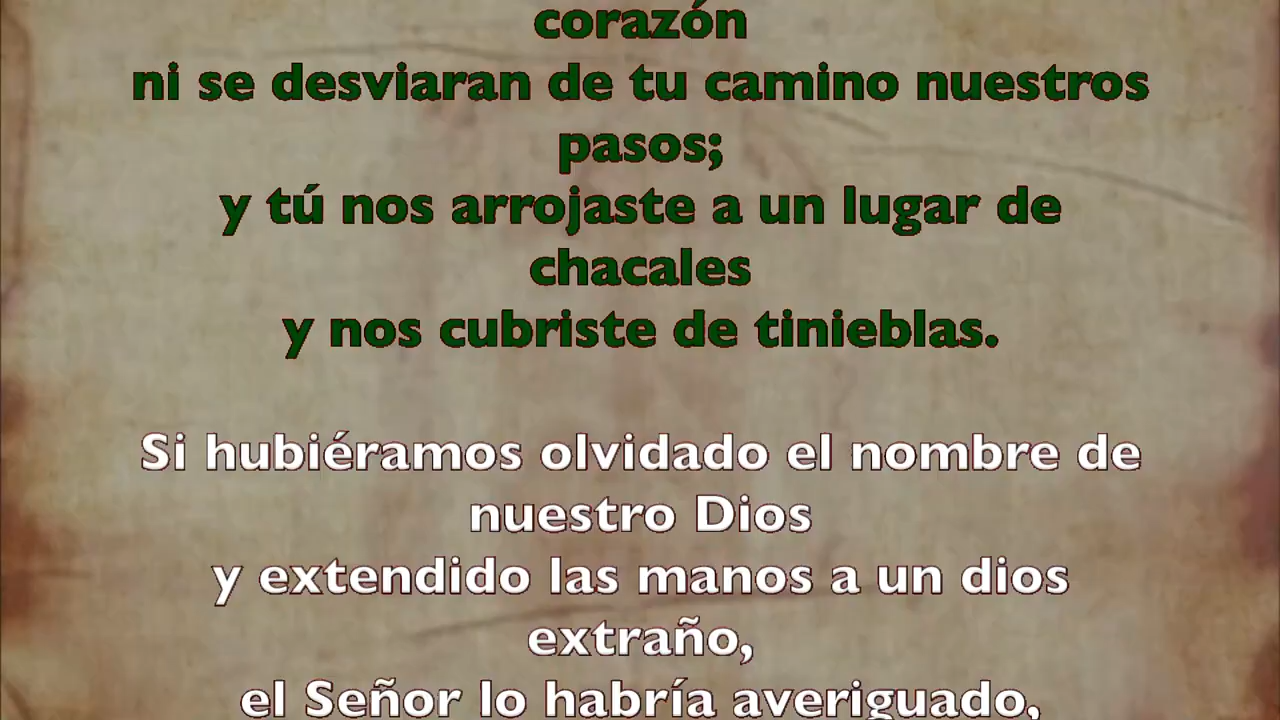 corazón
ni se desviaran de tu camino nuestros
pasos;
y tú nos arrojaste a un lugar de
chacales
y nos cubriste de tinieblas.
Si hubiéramos olvidado el nombre de
nuestro Dios
y extendido las manos a un dios
extraño,
el Señor lo habría averiguado,